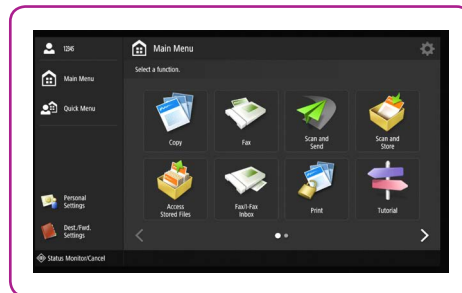 12345
Main Menu
Select a function.
Main Menu
Quick Menu
Copy
Fax
Scan and
Send
Scan and
Store
Access
Stored Files
Fax/I-Fax
Inbox
Print
Tutorial
Personal
Settings
Dest./Fwd.
Settings
Status Monitor/Cancel